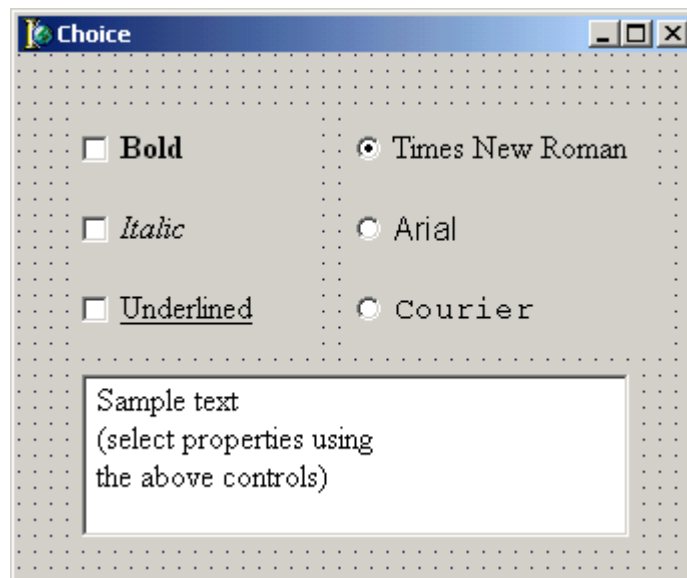 Choice
Bold
Times New Roman
Italic
Arial
Underlined
Courier
Sample text
(select properties using
the above controls)